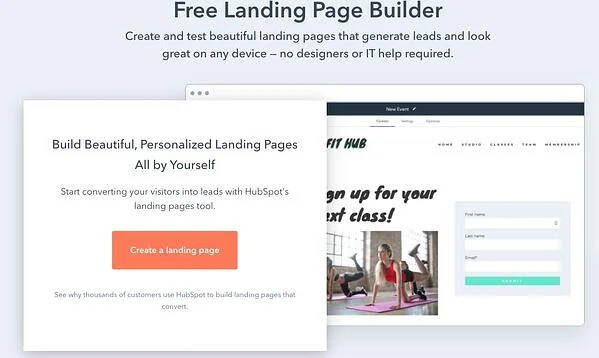 Free Landing Page Builder
Create and test beautiful landing pages that generate leads and look
great on any device – no designers or IT help required.
Build Beautiful, Personalized Landing Pages
All by Yourself
Start converting your visitors into leads with HubSpot's
landing pages tool.
Create a landing page
See why thousands of customers use HubSpot to build landing pages that
convert.
New Event
Content Settings Options
FIT HUB
HOME STUDIO CLASSES TEAM MEMBERSHIP
gn up for your
ext class!
First name
Last name
Email*
SUBMIT